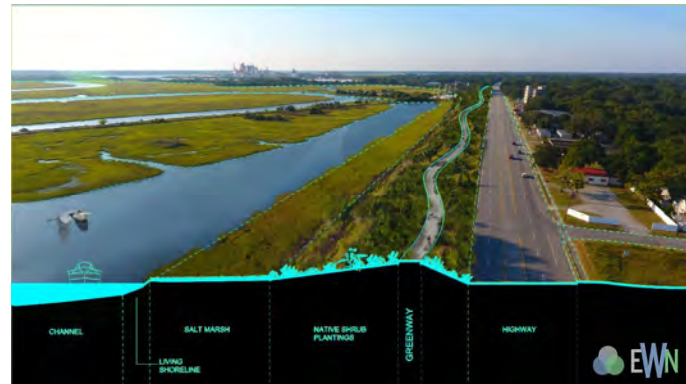 CHANNEL
LIVING
SHORELINE
SALT MARSH
NATIVE SHRUB
PLANTINGS
GREENWAY
HIGHWAY
EWN